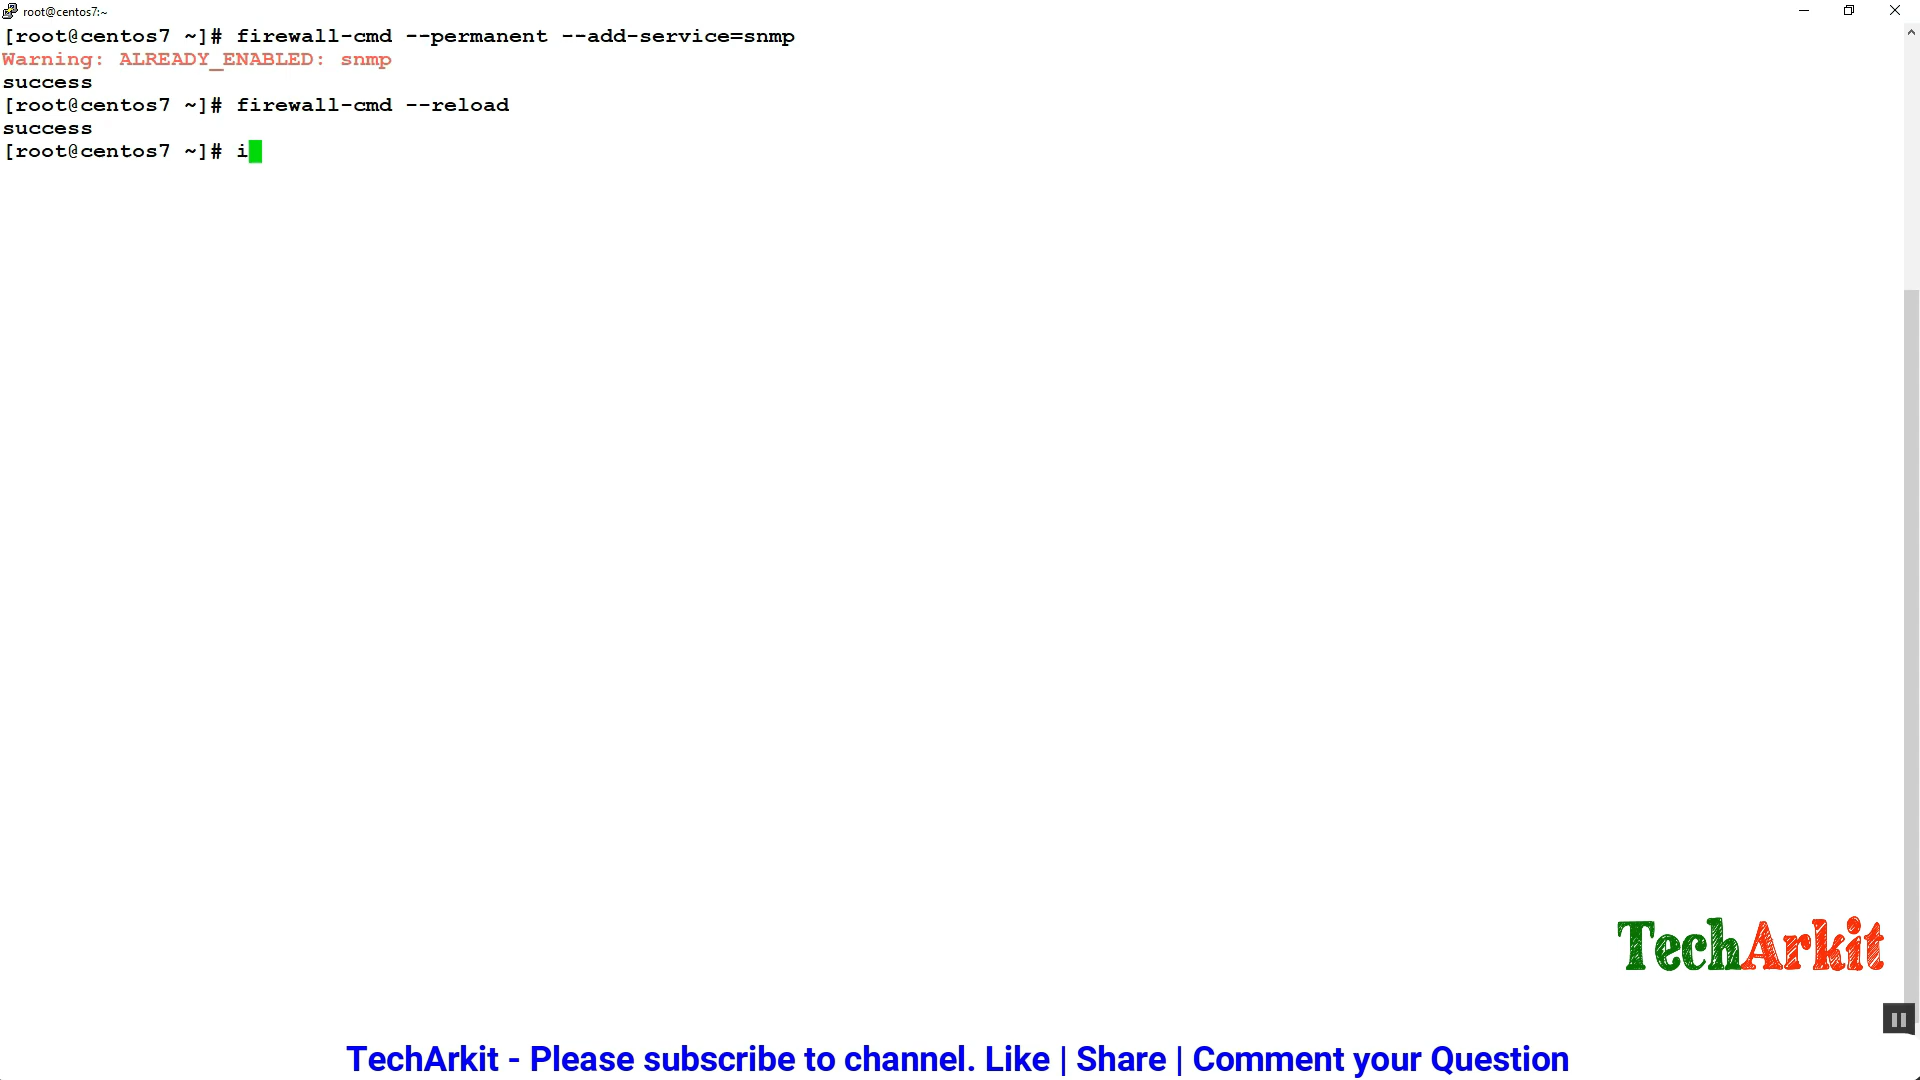 root@centos7:~
[root@centos7 ~]# firewall-cmd --permanent --add-service=snmp
Warning: ALREADY_ENABLED: snmp
success
[root@centos7 ~]# firewall-cmd --reload
success
[root@centos7 ~]# i
TechArkit
TechArkit - Please subscribe to channel. Like | Share | Comment your Question